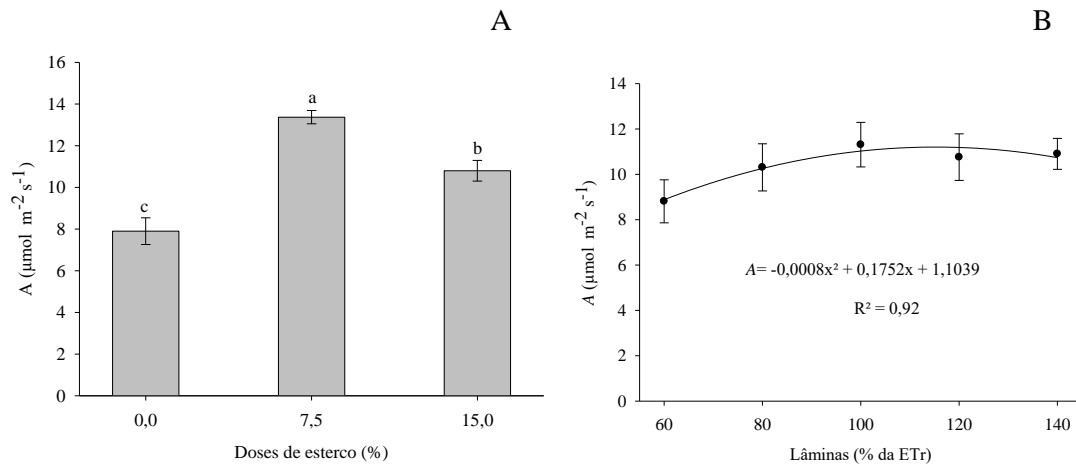 A
16
14
12
10
8
6
4
2
0
A (µmol m⁻² s⁻¹)
c
a
b
0,0
7,5
15,0
Doses de esterco (%)
B
14
12
10
8
6
4
2
0
A (µmol m⁻² s⁻¹)
A= -0,0008x² + 0,1752x + 1,1039
R² = 0,92
60
80
100
120
140
Lâminas (% da ETr)